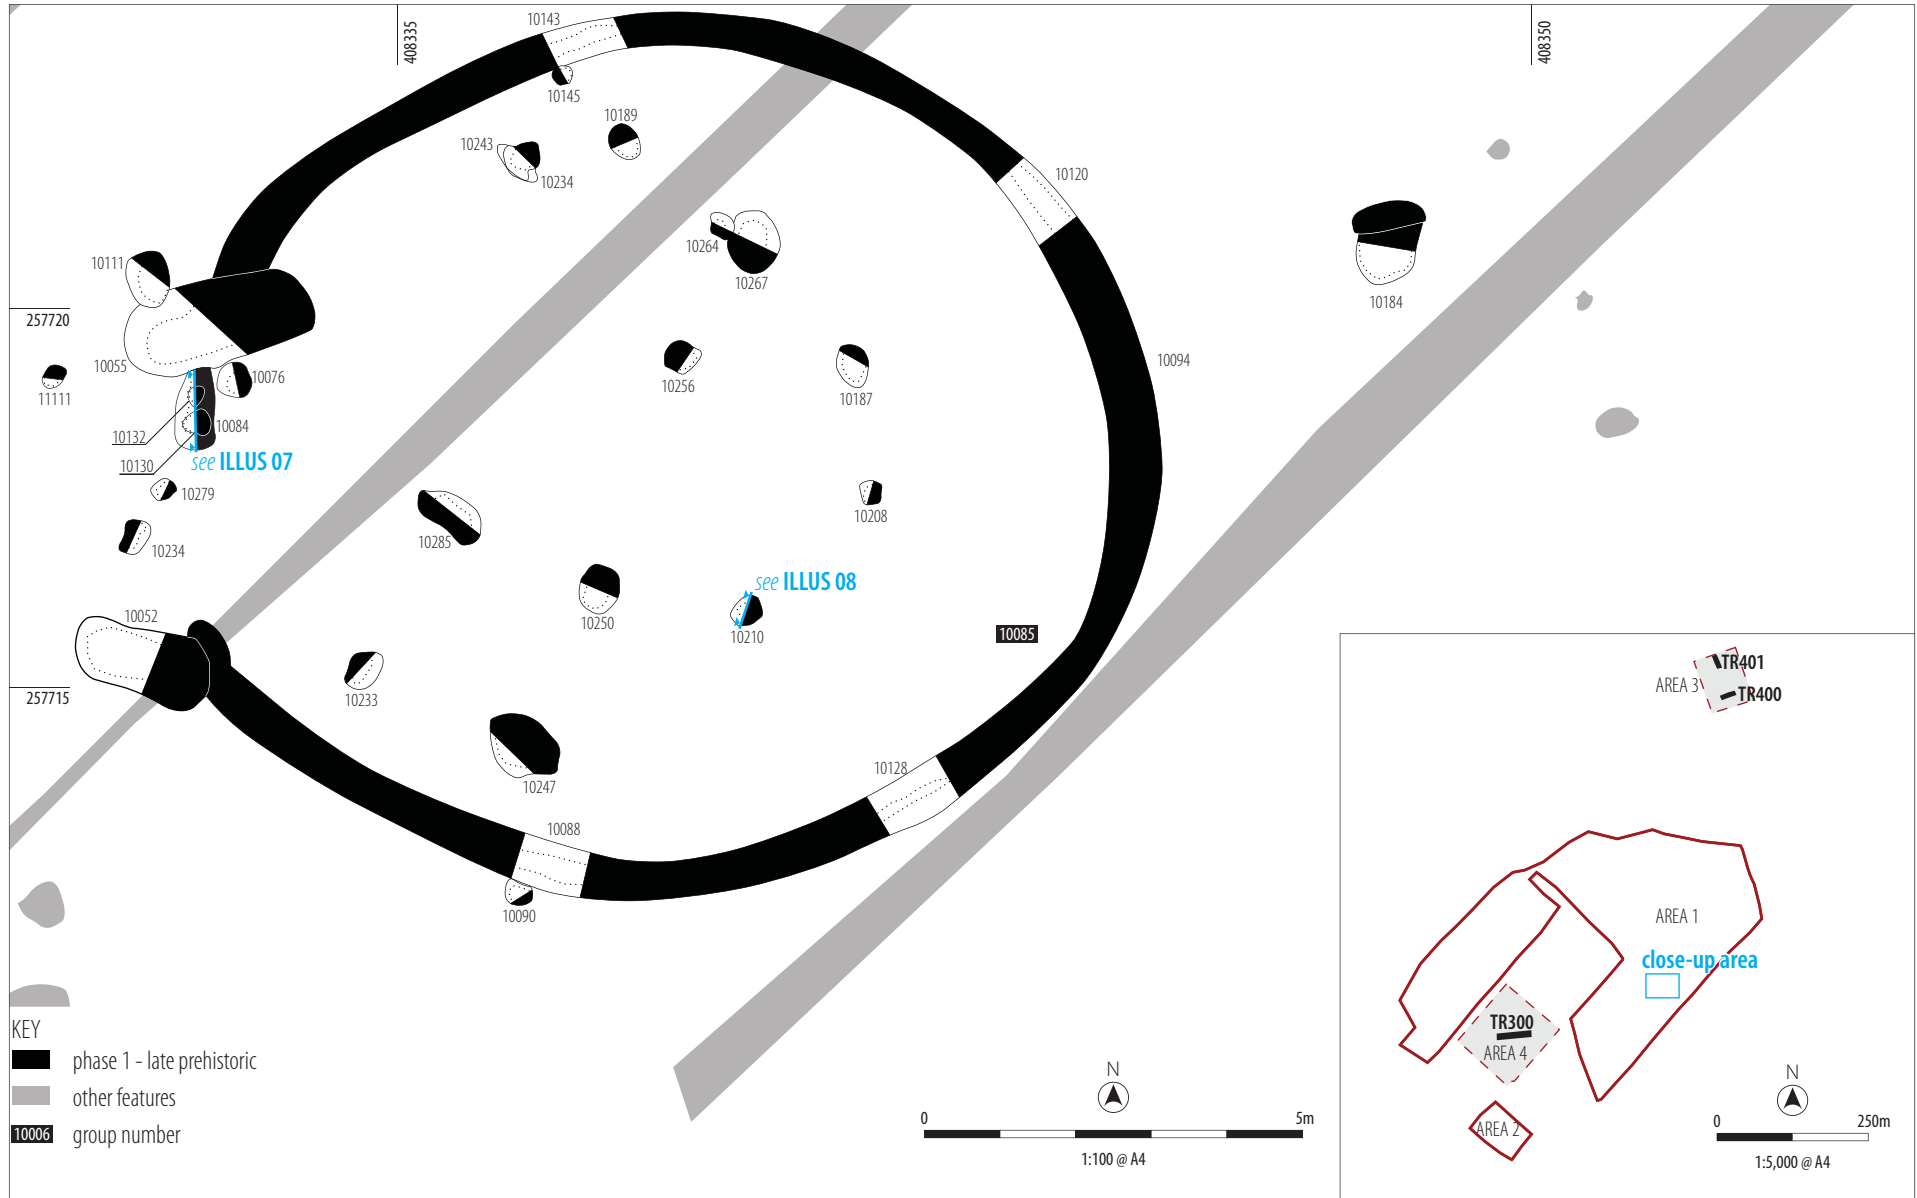 408335
408350
10143
10145
10189
10243
10234
10120
10264
10267
10184
10111
257720
10055
11111
10076
10084
10132
10130
see ILLUS 07
10279
10234
10256
10187
10094
10208
10285
10250
see ILLUS 08
10210
10085
10052
257715
10233
10247
10128
10088
10090
KEY
phase 1 - late prehistoric
other features
10006 group number
N
0 5m
1:100 @ A4
TR401
AREA 3
TR400
AREA 1
close-up area
TR300
AREA 4
AREA 2
N
0 250m
1:5,000 @ A4